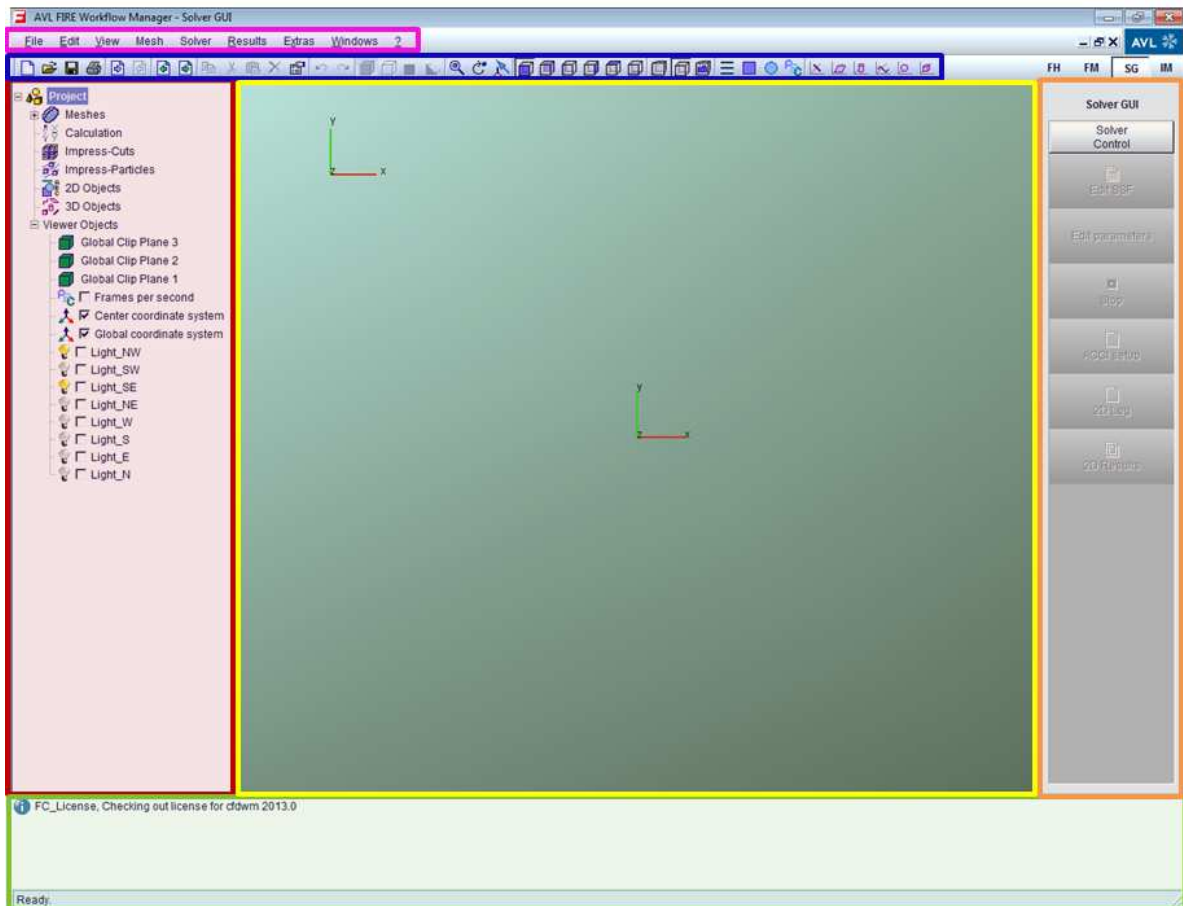 AVL FIRE Workflow Manager - Solver GUI
File Edit View Mesh Solver Results Extras Windows ?
AVL
FH FM SG IM
Project
Meshes
Calculation
Impress-Cuts
Impress-Particles
2D Objects
3D Objects
Viewer Objects
Global Clip Plane 3
Global Clip Plane 2
Global Clip Plane 1
Frames per second
Center coordinate system
Global coordinate system
Light_NW
Light_SW
Light_SE
Light_NE
Light_W
Light_S
Light_E
Light_N
y
z x
y
z x
Solver GUI
Solver
Control
Edit SSF
Edit parameters
Stop
2D Results
FC_License, Checking out license for cfdwm 2013.0
Ready.